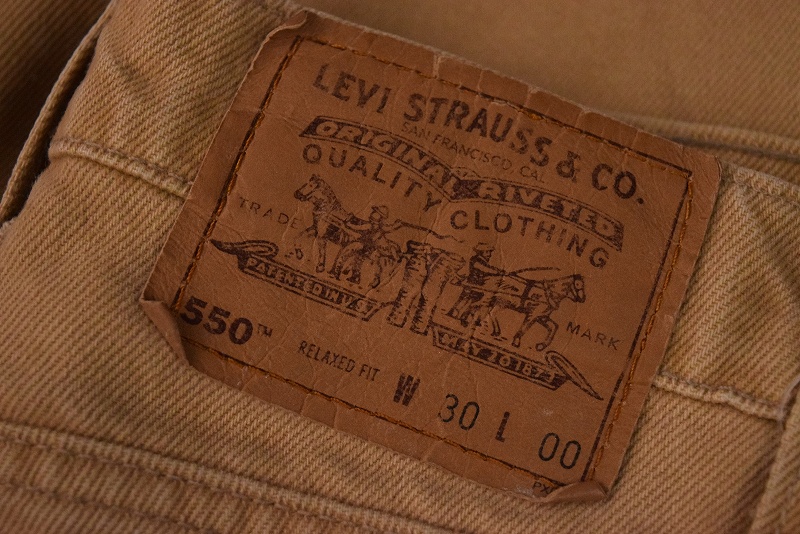 LEVI STRAUSS & CO.
SAN FRANCISCO, CAL.
ORIGINAL RIVETED
QUALITY CLOTHING
TRADE MARK
PATENTED IN U.S.
MAY 20 1873
550™ RELAXED FIT W 30 L 00